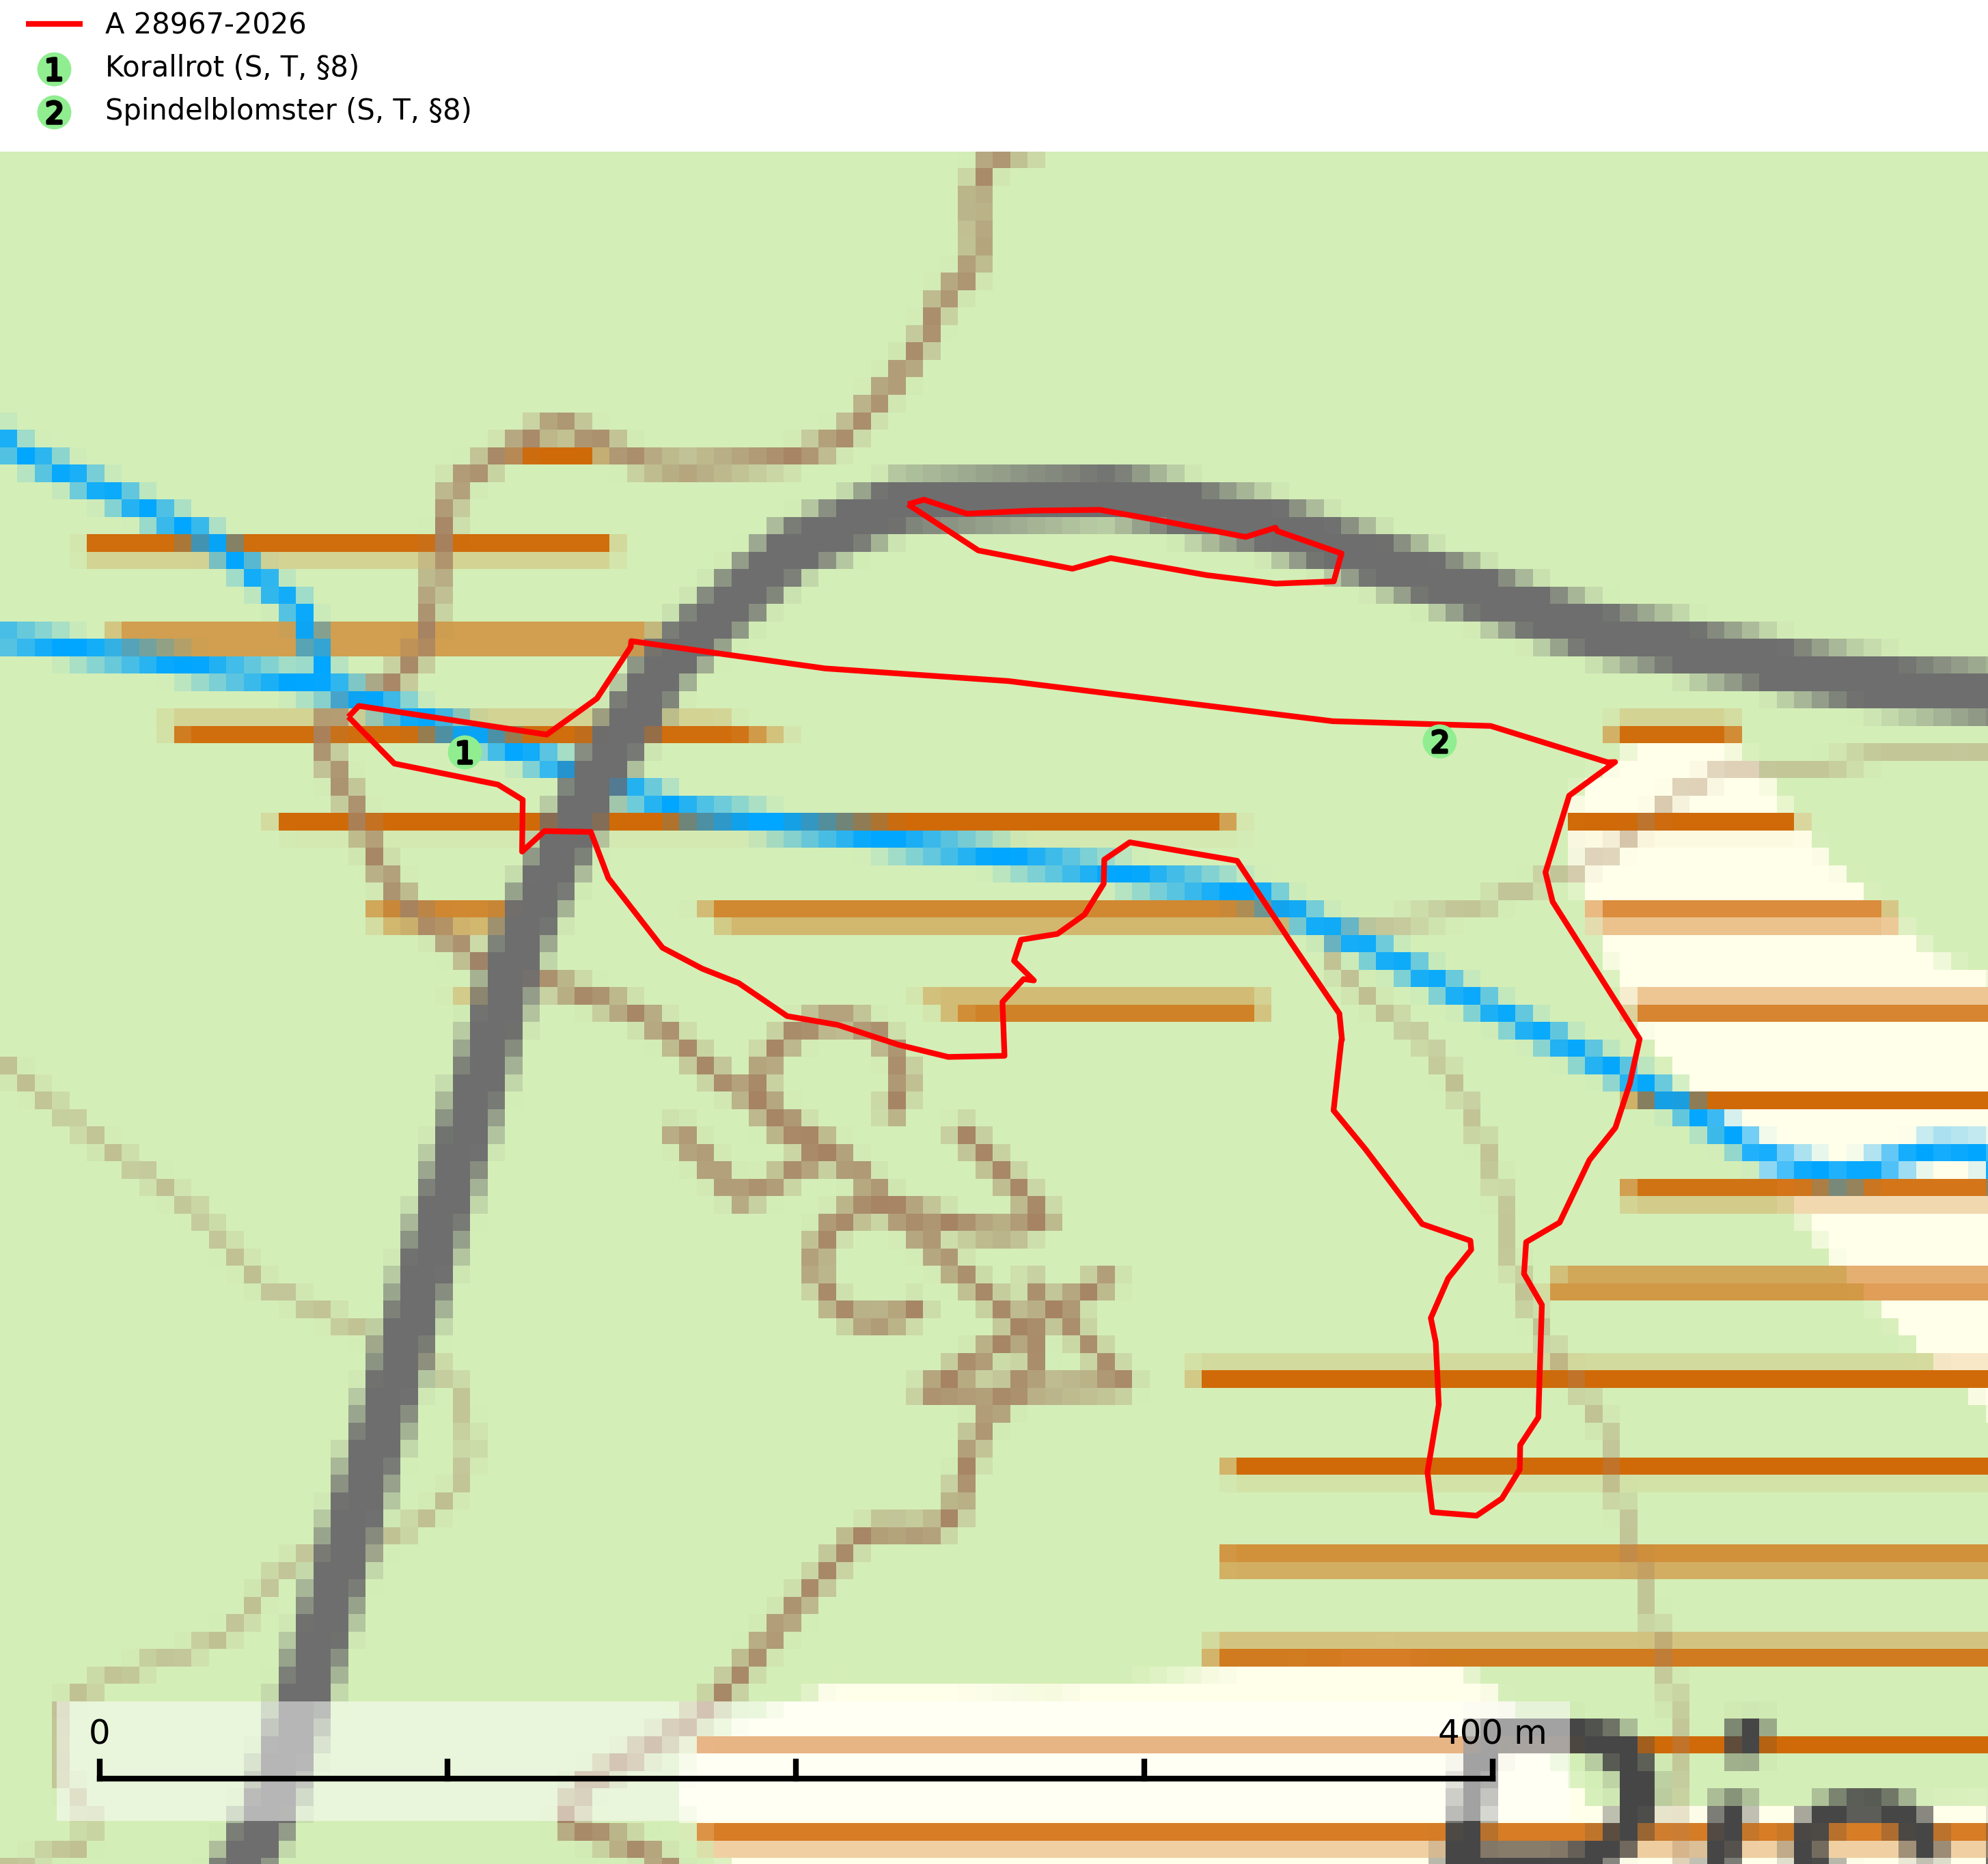 A 28967-2026
1 Korallrot (S, T, §8)
2 Spindelblomster (S, T, §8)
2
1
0 400 m